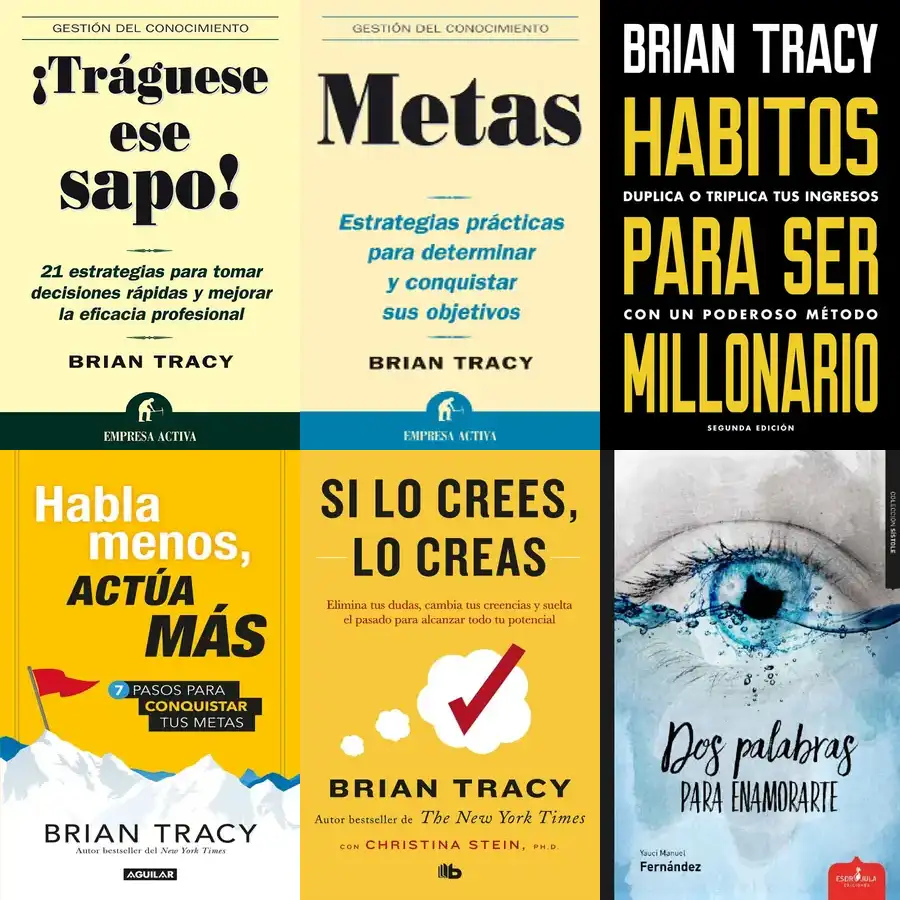 GESTIÓN DEL CONOCIMIENTO
¡Tráguese
ese
sapo!
21 estrategias para tomar
decisiones rápidas y mejorar
la eficacia profesional
BRIAN TRACY
EMPRESA ACTIVA
GESTIÓN DEL CONOCIMIENTO
Metas
Estrategias prácticas
para determinar
y conquistar
sus objetivos
BRIAN TRACY
EMPRESA ACTIVA
BRIAN TRACY
HABITOS
DUPLICA O TRIPLICA TUS INGRESOS
PARA SER
CON UN PODEROSO MÉTODO
MILLONARIO
SEGUNDA EDICIÓN
Habla
menos,
ACTÚA
MÁS
7 PASOS PARA
CONQUISTAR
TUS METAS
BRIAN TRACY
Autor bestseller del New York Times
AGUILAR
SI LO CREES,
LO CREAS
Elimina tus dudas, cambia tus creencias y suelta
el pasado para alcanzar todo tu potencial
BRIAN TRACY
Autor bestseller de The New York Times
CON CHRISTINA STEIN, PH.D.
b
COLECCIÓN SÍSTOLE
Dos palabras
PARA ENAMORARTE
Yauci Manuel
Fernández
ESDRÚJULA
EDICIONES